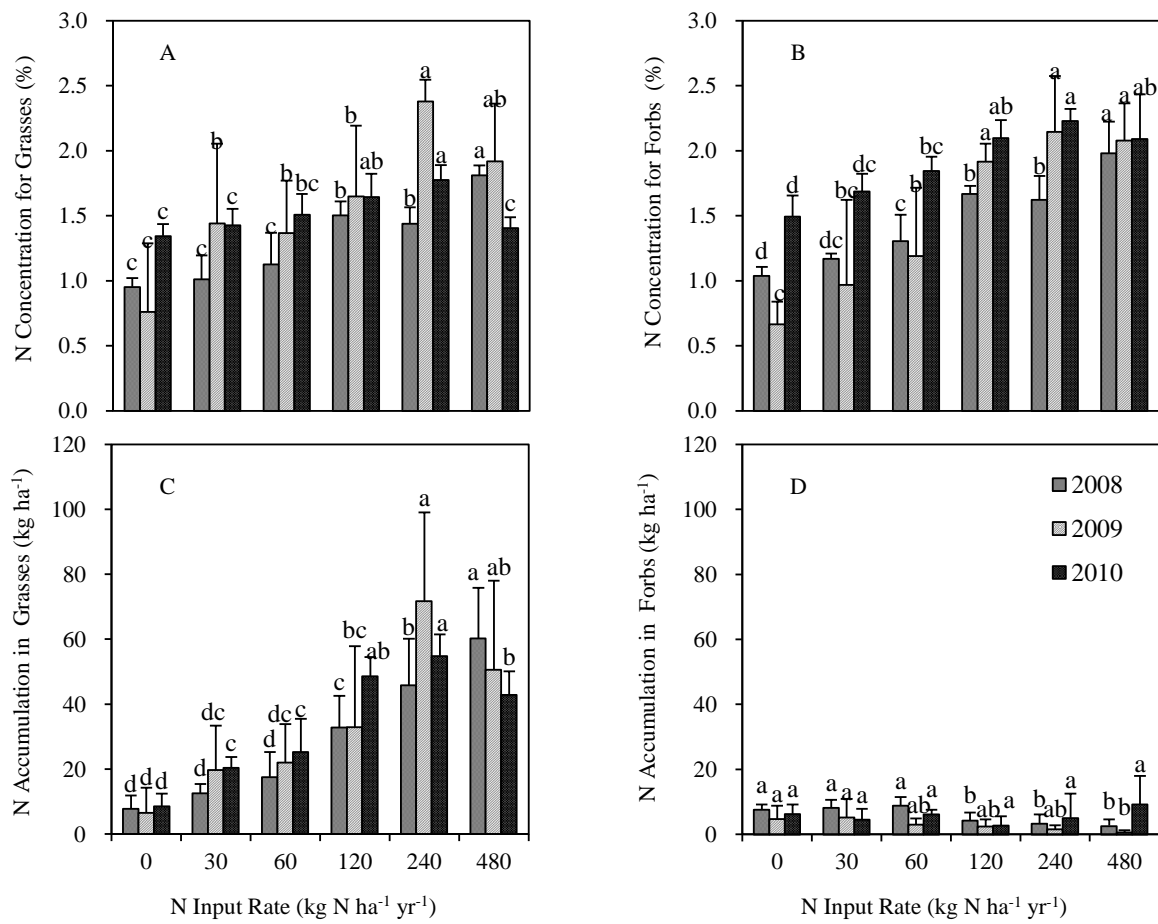 N Concentration for Grasses (%)
3.0
2.5
2.0
1.5
1.0
0.5
0.0
A
c c c
c b c
c b bc
b b ab
b a a
a ab c
N Concentration for Forbs (%)
3.0
2.5
2.0
1.5
1.0
0.5
0.0
B
d c d
dc bc dc
c c bc
b a ab
b a a
a a ab
N Accumulation in Grasses (kg ha⁻¹)
120
100
80
60
40
20
0
C
d d d
d dc c
d dc c
c bc ab
b a a
a ab b
0 30 60 120 240 480
N Input Rate (kg N ha⁻¹ yr⁻¹)
N Accumulation in Forbs (kg ha⁻¹)
120
100
80
60
40
20
0
D
2008
2009
2010
a a a
a a a
a ab a
b ab a
b ab a
b b a
0 30 60 120 240 480
N Input Rate (kg N ha⁻¹ yr⁻¹)